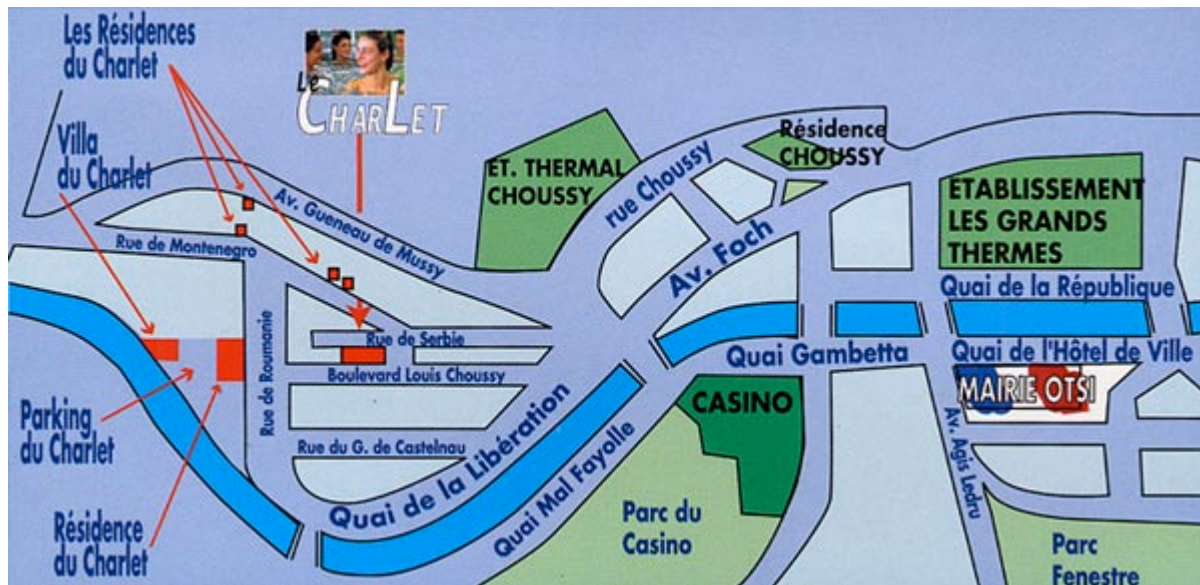 Les Résidences
du Charlet
Villa
du Charlet
Le
CHARLET
ET. THERMAL
CHOUSSY
rue Choussy
Résidence
CHOUSSY
ETABLISSEMENT
LES GRANDS
THERMES
Av. Gueneau de Mussy
Rue de Montenegro
Av. Foch
Quai de la République
Rue de Serbie
Quai Gambetta
Quai de l'Hôtel de Ville
Rue de Roumanie
Boulevard Louis Choussy
MAIRIE OTSI
CASINO
Parking
du Charlet
Rue du G. de Castelnau
Quai de la Libération
Quai Mal Fayolle
Av. Agis Ledru
Résidence
du Charlet
Parc du
Casino
Parc
Fenestre